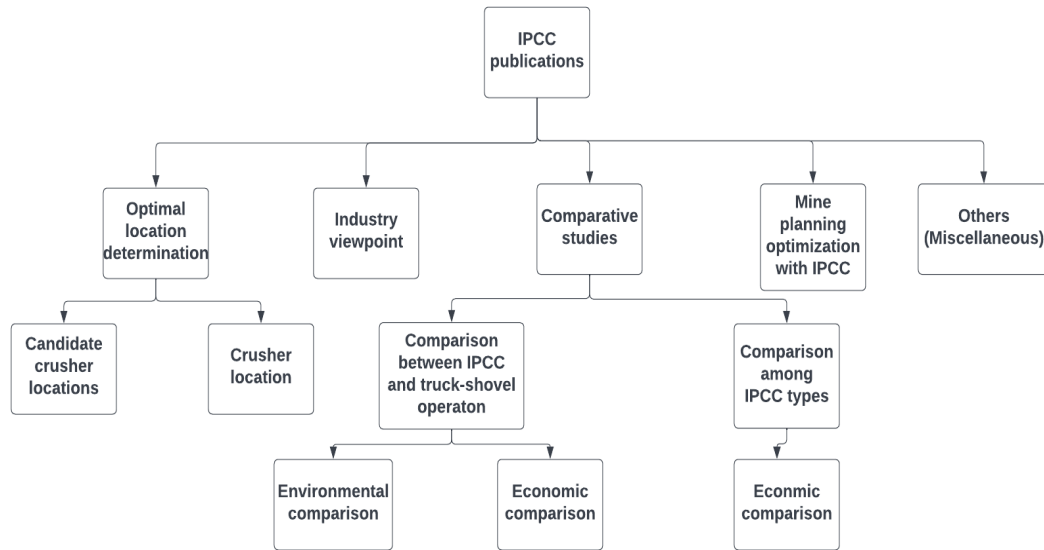 IPCC
publications
Optimal
location
determination
Industry
viewpoint
Comparative
studies
Mine
planning
optimization
with IPCC
Others
(Miscellaneous)
Candidate
crusher
locations
Crusher
location
Comparison
between IPCC
and truck-shovel
operaton
Comparison
among
IPCC types
Environmental
comparison
Economic
comparison
Econmic
comparison